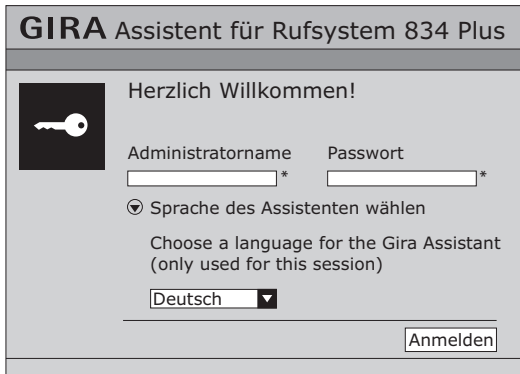 GIRA Assistent für Rufsystem 834 Plus
Herzlich Willkommen!
Administratorname Passwort
* *
Sprache des Assistenten wählen
Choose a language for the Gira Assistant
(only used for this session)
Deutsch
Anmelden